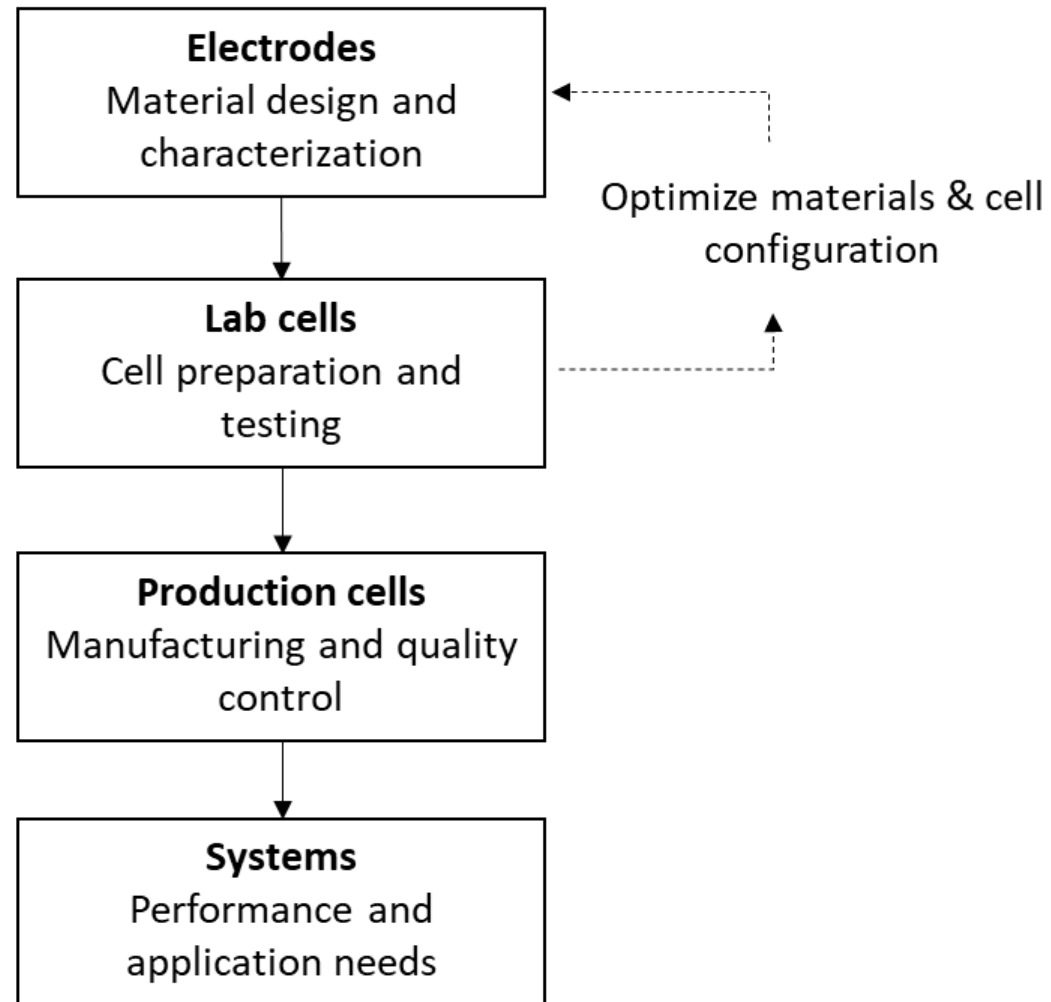 Electrodes
Material design and
characterization
Optimize materials & cell
configuration
Lab cells
Cell preparation and
testing
Production cells
Manufacturing and quality
control
Systems
Performance and
application needs